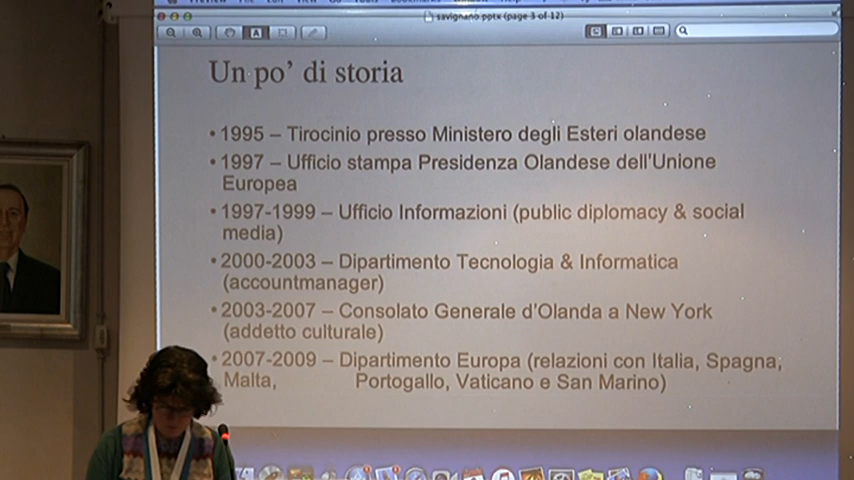 savignano.pptx (page 3 of 12)
Un po' di storia
• 1995 – Tirocinio presso Ministero degli Esteri olandese
• 1997 – Ufficio stampa Presidenza Olandese dell'Unione
Europea
• 1997-1999 – Ufficio Informazioni (public diplomacy & social
media)
• 2000-2003 – Dipartimento Tecnologia & Informatica
(accountmanager)
• 2003-2007 – Consolato Generale d'Olanda a New York
(addetto culturale)
• 2007-2009 – Dipartimento Europa (relazioni con Italia, Spagna,
Malta, Portogallo, Vaticano e San Marino)